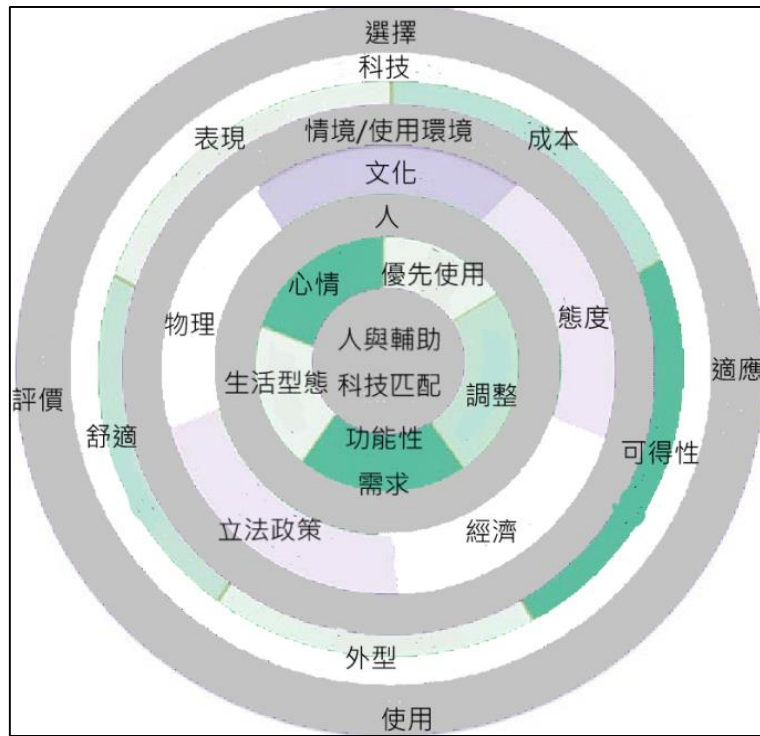 選擇
科技
表現
情境/使用環境
成本
文化
人
心情
優先使用
物理
態度
人與輔助
科技匹配
適應
評價
生活型態
調整
舒適
功能性
需求
可得性
立法政策
經濟
外型
使用